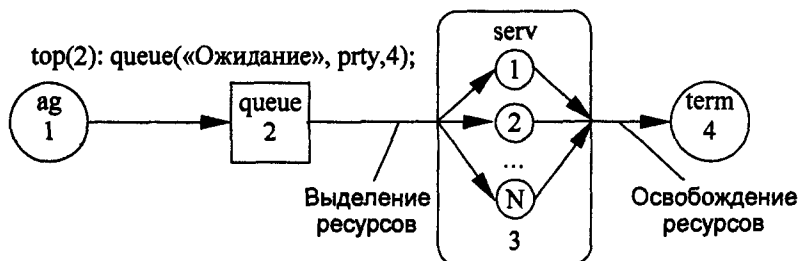 serv
top(2): queue(«Ожидание», prty,4);
ag
1
queue
2
1
2
...
N
3
term
4
Выделение
ресурсов
Освобождение
ресурсов